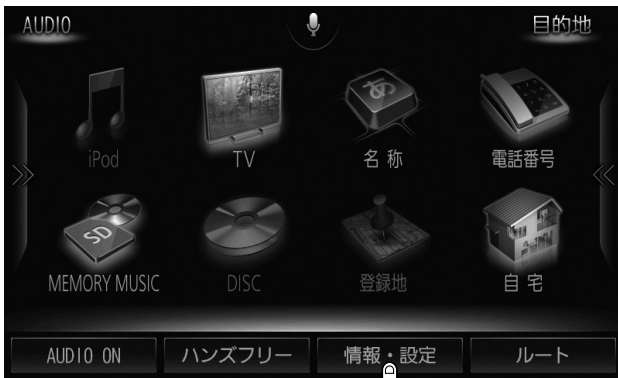 AUDIO 目的地
iPod TV 名称 電話番号
あ
SD
MEMORY MUSIC DISC 登録地 自宅
AUDIO ON ハンズフリー 情報・設定 ルート
D